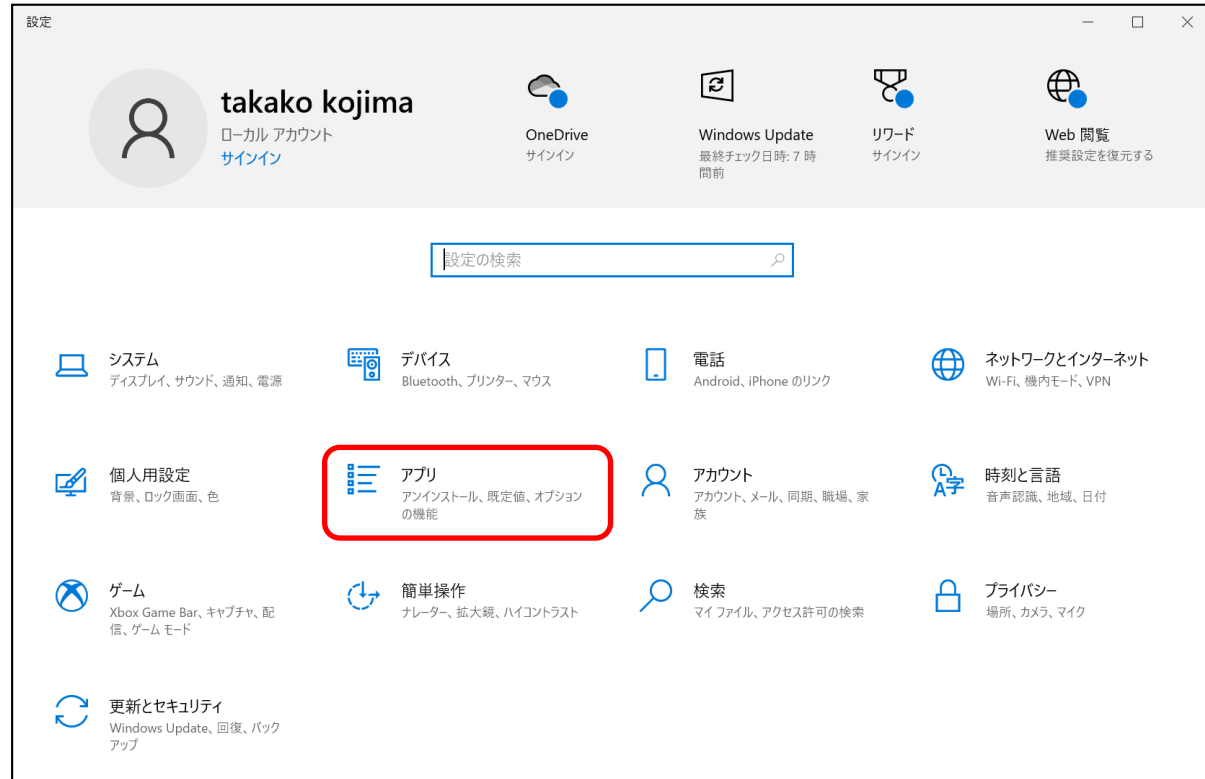 設定
takako kojima
ローカル アカウント
サインイン
OneDrive
サインイン
Windows Update
最終チェック日時: 7 時
間前
リワード
サインイン
Web 閲覧
推奨設定を復元する
設定の検索
システム
ディスプレイ、サウンド、通知、電源
デバイス
Bluetooth、プリンター、マウス
電話
Android、iPhone のリンク
ネットワークとインターネット
Wi-Fi、機内モード、VPN
個人用設定
背景、ロック画面、色
アプリ
アンインストール、既定値、オプション
の機能
アカウント
アカウント、メール、同期、職場、家
族
時刻と言語
音声認識、地域、日付
ゲーム
Xbox Game Bar、キャプチャ、配
信、ゲーム モード
簡単操作
ナレーター、拡大鏡、ハイコントラスト
検索
マイ ファイル、アクセス許可の検索
プライバシー
場所、カメラ、マイク
更新とセキュリティ
Windows Update、回復、バック
アップ